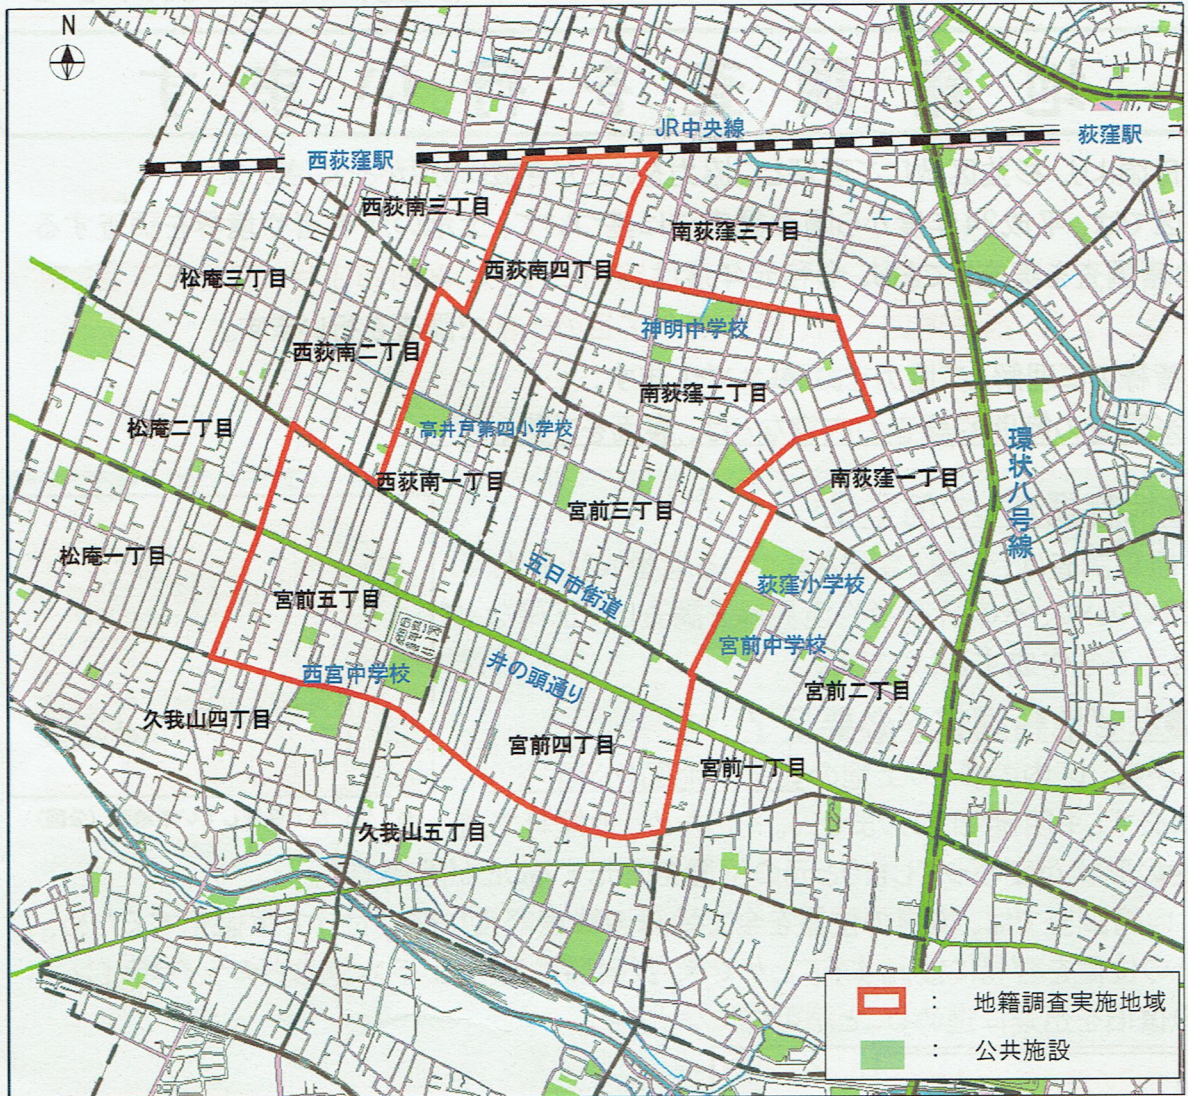 N
JR中央線
荻窪駅
西荻窪駅
西荻南三丁目
南荻窪三丁目
西荻南四丁目
松庵三丁目
神明中学校
西荻南二丁目
南荻窪二丁目
松庵二丁目
高井戸第四小学校
環状八号線
西荻南一丁目
南荻窪一丁目
宮前三丁目
松庵一丁目
五日市街道
荻窪小学校
宮前五丁目
宮前中学校
西宮中学校
井の頭通り
宮前二丁目
久我山四丁目
宮前四丁目
宮前一丁目
久我山五丁目
： 地籍調査実施地域
： 公共施設